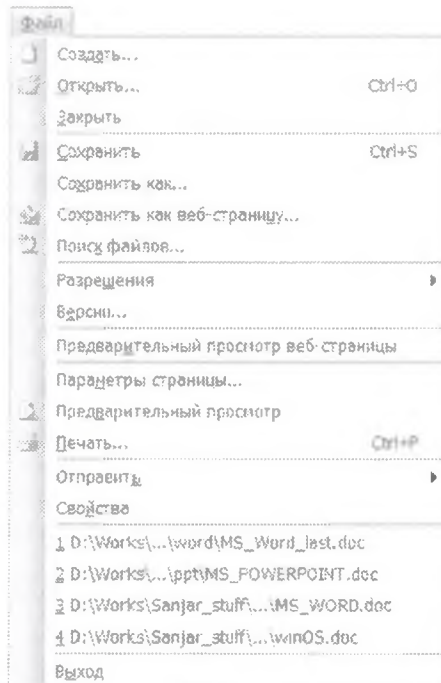 Файл
Создать...
Открыть... Ctrl+O
Закрыть
Сохранить Ctrl+S
Сохранить как...
Сохранить как веб-страницу...
Поиск файлов...
Разрешения
Версии...
Предварительный просмотр веб-страницы
Параметры страницы...
Предварительный просмотр
Печать... Ctrl+P
Отправить
Свойства
1 D:\Works\...\word\MS_Word_last.doc
2 D:\Works\...\ppt\MS_POWERPOINT.doc
3 D:\Works\Sanjar_stuff\...\MS_WORD.doc
4 D:\Works\Sanjar_stuff\...\winOS.doc
Выход